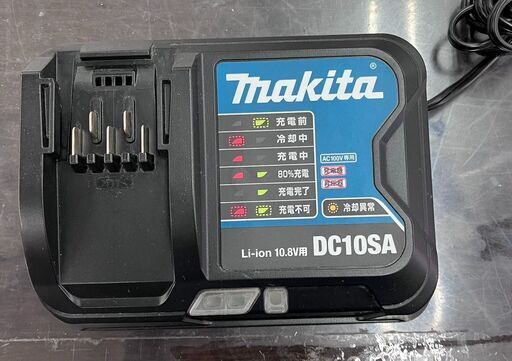 makita®
充電前
冷却中
充電中
80%充電
充電完了
充電不可
AC100V専用
冷却異常
Li-ion 10.8V用 DC10SA